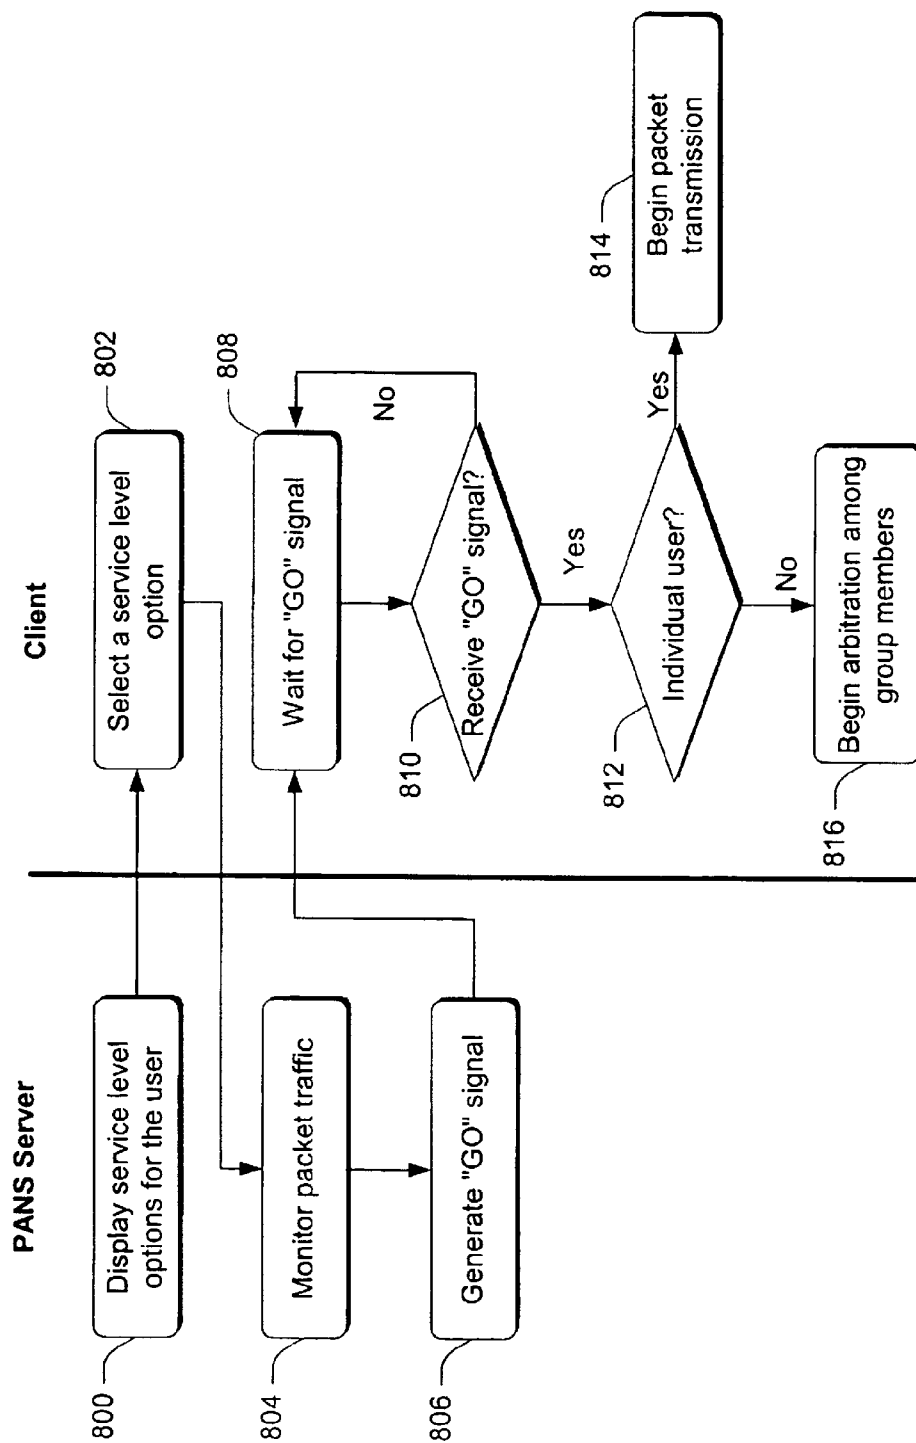 PANS Server
Client
800
Display service level
options for the user
802
Select a service level
option
804
Monitor packet traffic
806
Generate "GO" signal
808
Wait for "GO" signal
810
Receive "GO" signal?
No
Yes
812
Individual user?
Yes
No
814
Begin packet
transmission
816
Begin arbitration among
group members